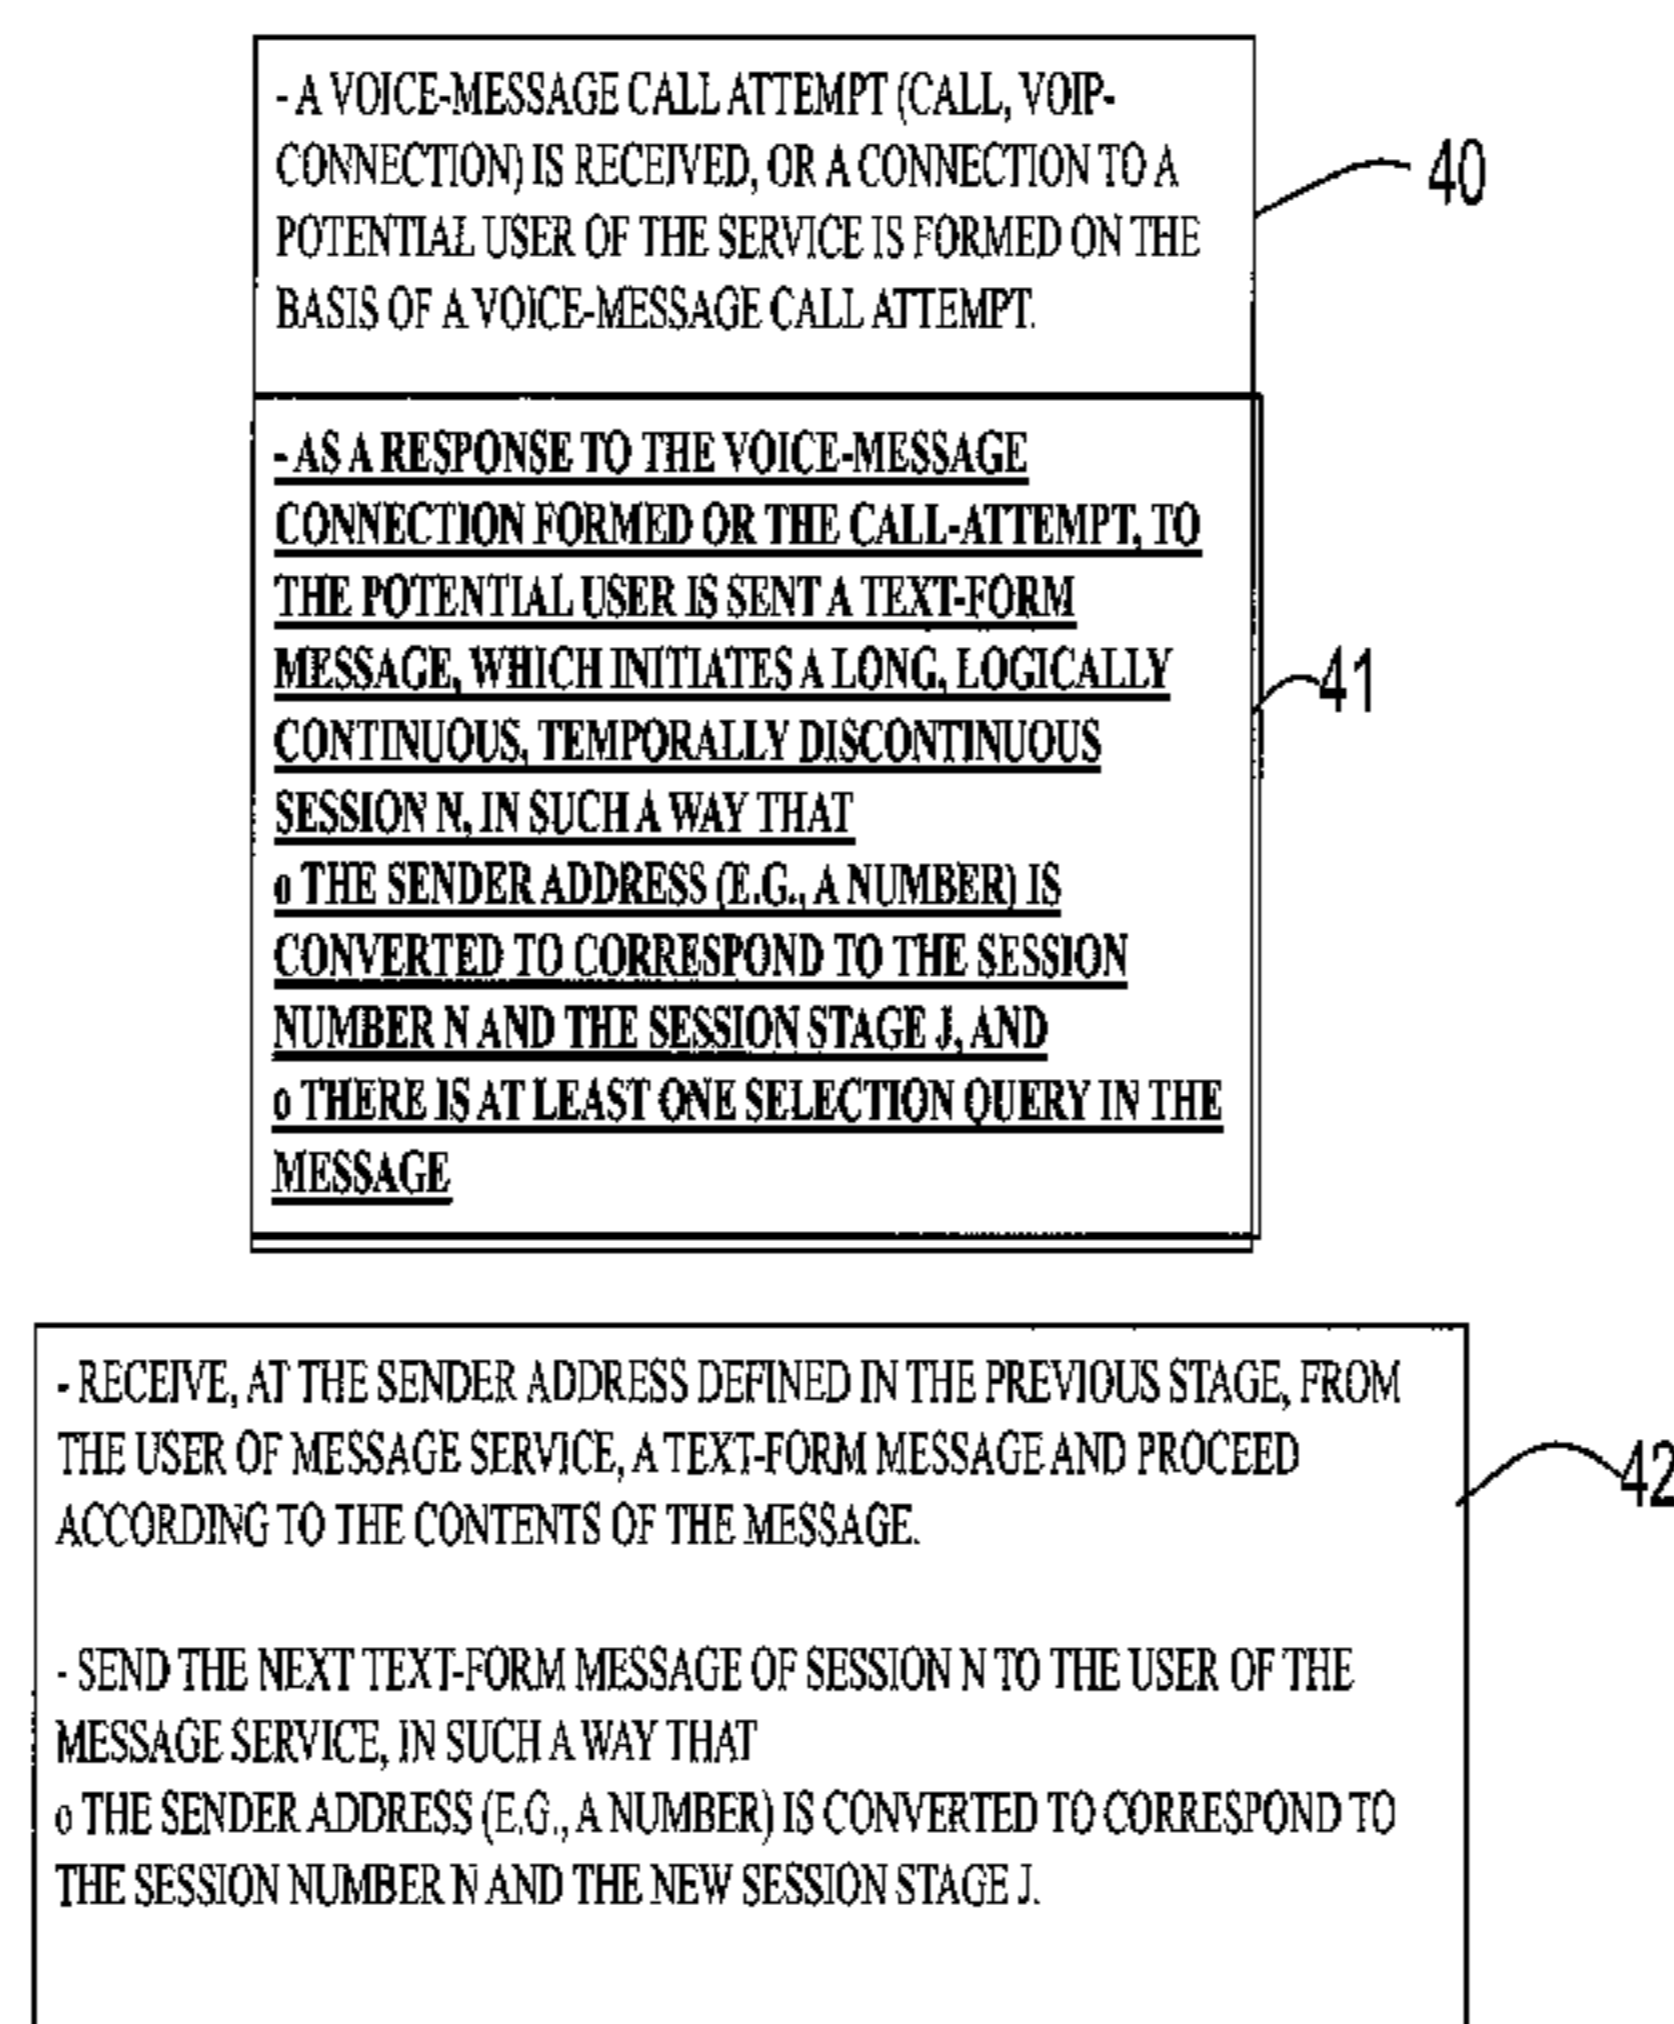 - A VOICE-MESSAGE CALL ATTEMPT (CALL, VOIP-
CONNECTION) IS RECEIVED, OR A CONNECTION TO A
POTENTIAL USER OF THE SERVICE IS FORMED ON THE
BASIS OF A VOICE-MESSAGE CALL ATTEMPT.
40
- AS A RESPONSE TO THE VOICE-MESSAGE
CONNECTION FORMED OR THE CALL-ATTEMPT, TO
THE POTENTIAL USER IS SENT A TEXT-FORM
MESSAGE, WHICH INITIATES A LONG, LOGICALLY
CONTINUOUS, TEMPORALLY DISCONTINUOUS
SESSION N, IN SUCH A WAY THAT
o THE SENDER ADDRESS (E.G., A NUMBER) IS
CONVERTED TO CORRESPOND TO THE SESSION
NUMBER N AND THE SESSION STAGE J, AND
o THERE IS AT LEAST ONE SELECTION QUERY IN THE
MESSAGE
41
- RECEIVE, AT THE SENDER ADDRESS DEFINED IN THE PREVIOUS STAGE, FROM
THE USER OF MESSAGE SERVICE, A TEXT-FORM MESSAGE AND PROCEED
ACCORDING TO THE CONTENTS OF THE MESSAGE.
42
- SEND THE NEXT TEXT-FORM MESSAGE OF SESSION N TO THE USER OF THE
MESSAGE SERVICE, IN SUCH A WAY THAT
o THE SENDER ADDRESS (E.G., A NUMBER) IS CONVERTED TO CORRESPOND TO
THE SESSION NUMBER N AND THE NEW SESSION STAGE J.